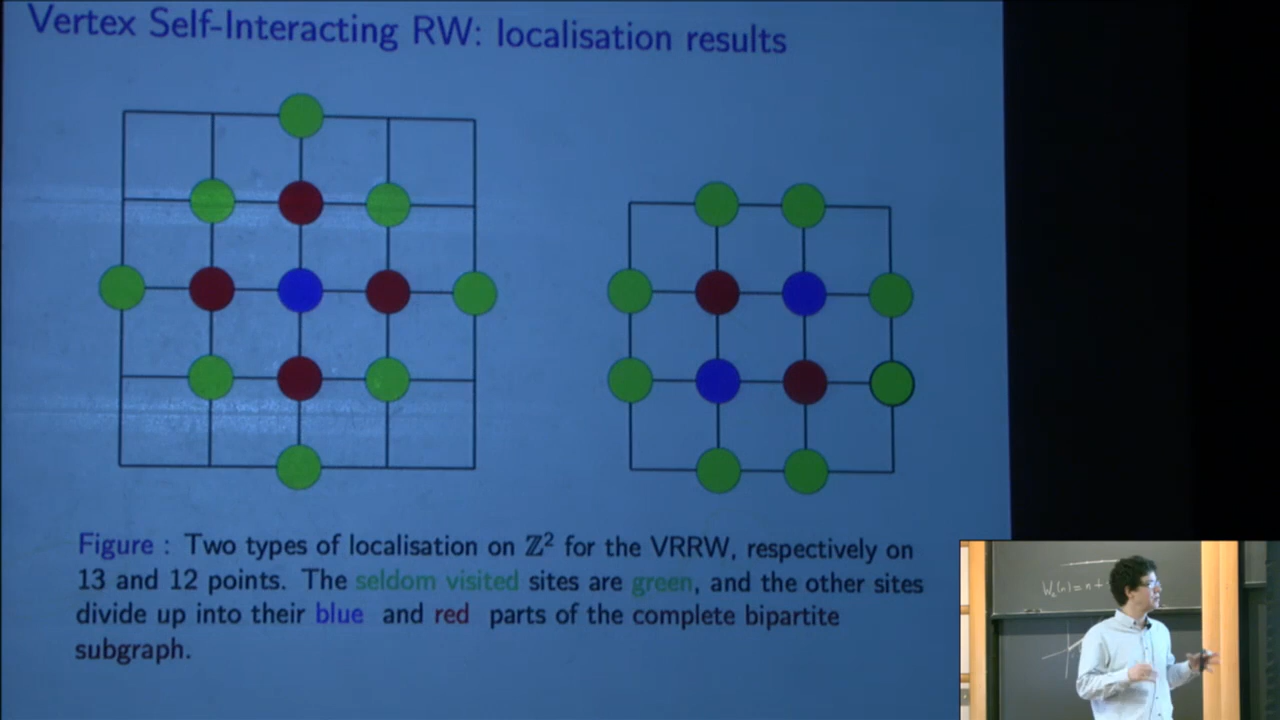 Vertex Self-Interacting RW: localisation results
Figure : Two types of localisation on ℤ² for the VRRW, respectively on
13 and 12 points. The seldom visited sites are green, and the other sites
divide up into their blue and red parts of the complete bipartite
subgraph.